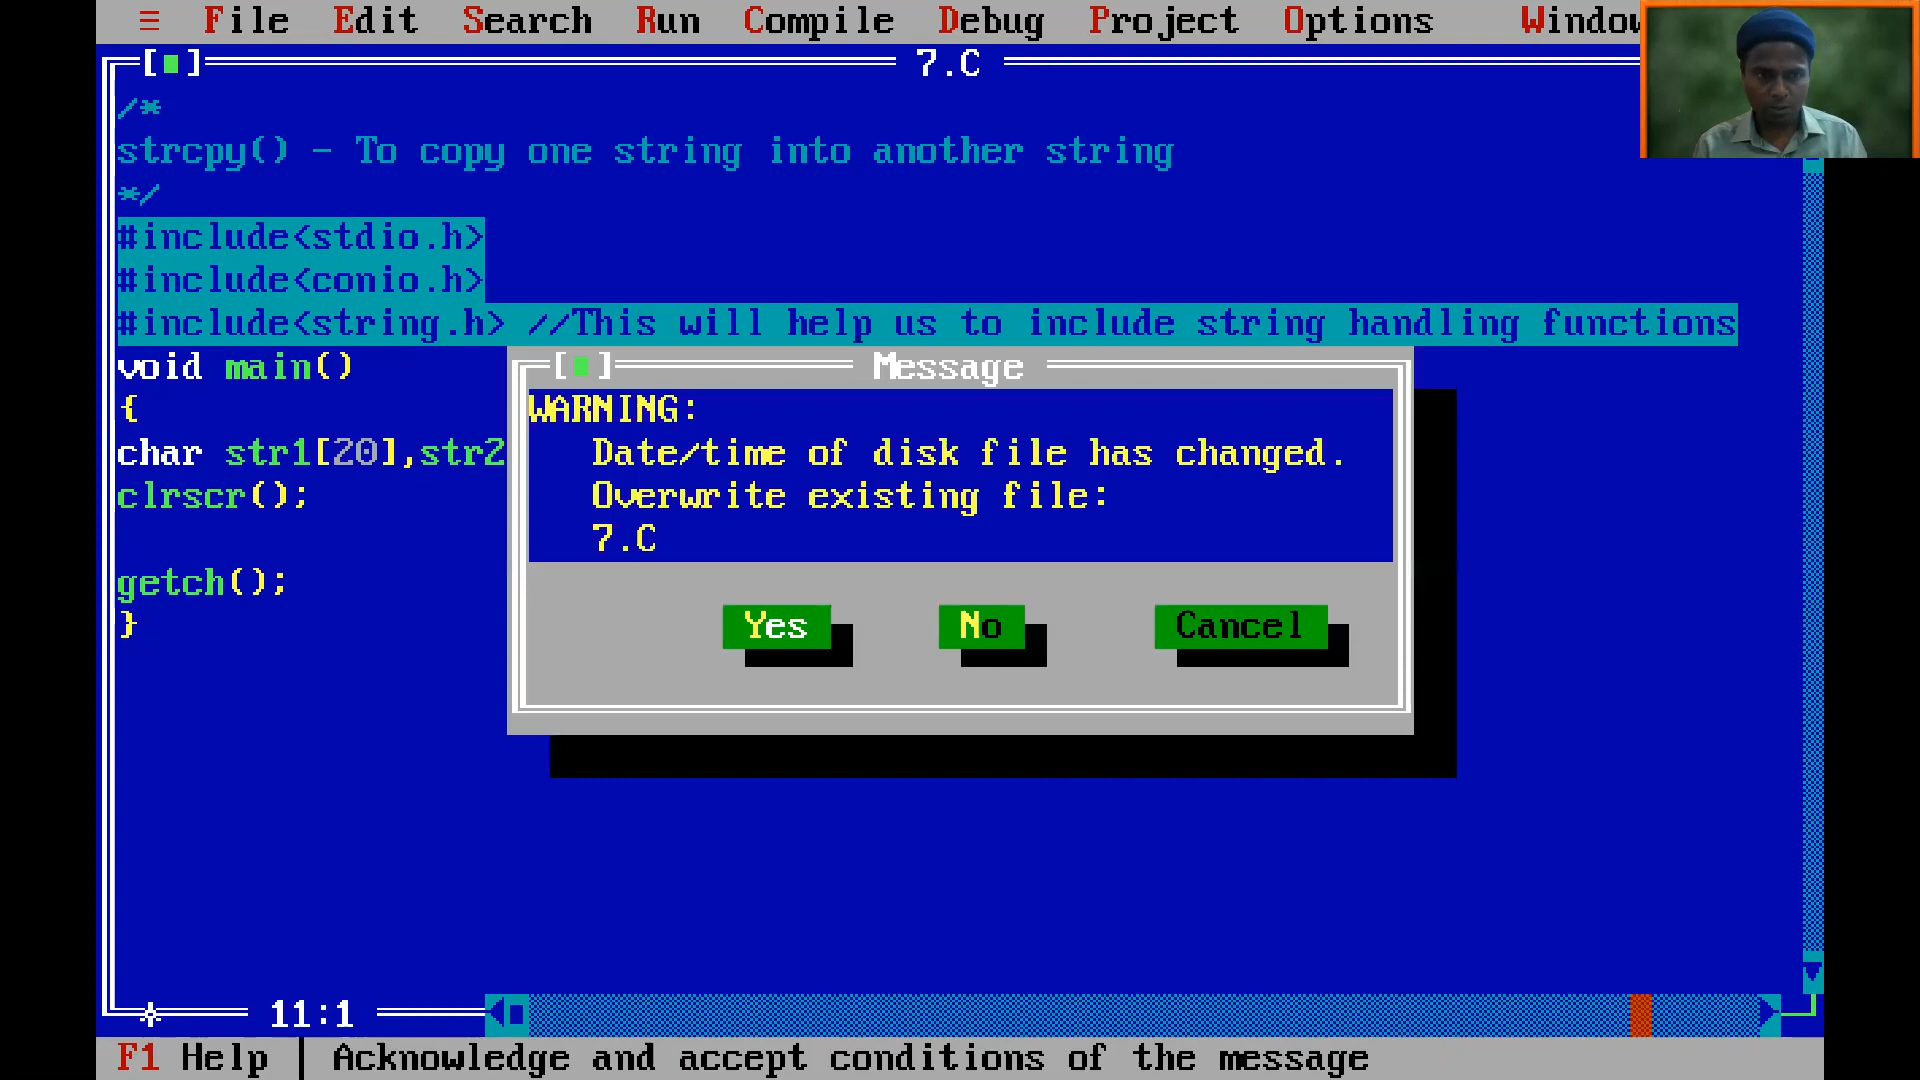 ≡ File Edit Search Run Compile Debug Project Options Window
7.C
/*
strcpy() - To copy one string into another string
*/
#include<stdio.h>
#include<conio.h>
#include<string.h> //This will help us to include string handling functions
void main()
{
char str1[20],str2
clrscr();
getch();
}
Message
WARNING:
Date/time of disk file has changed.
Overwrite existing file:
7.C
Yes No Cancel
11:1
F1 Help | Acknowledge and accept conditions of the message